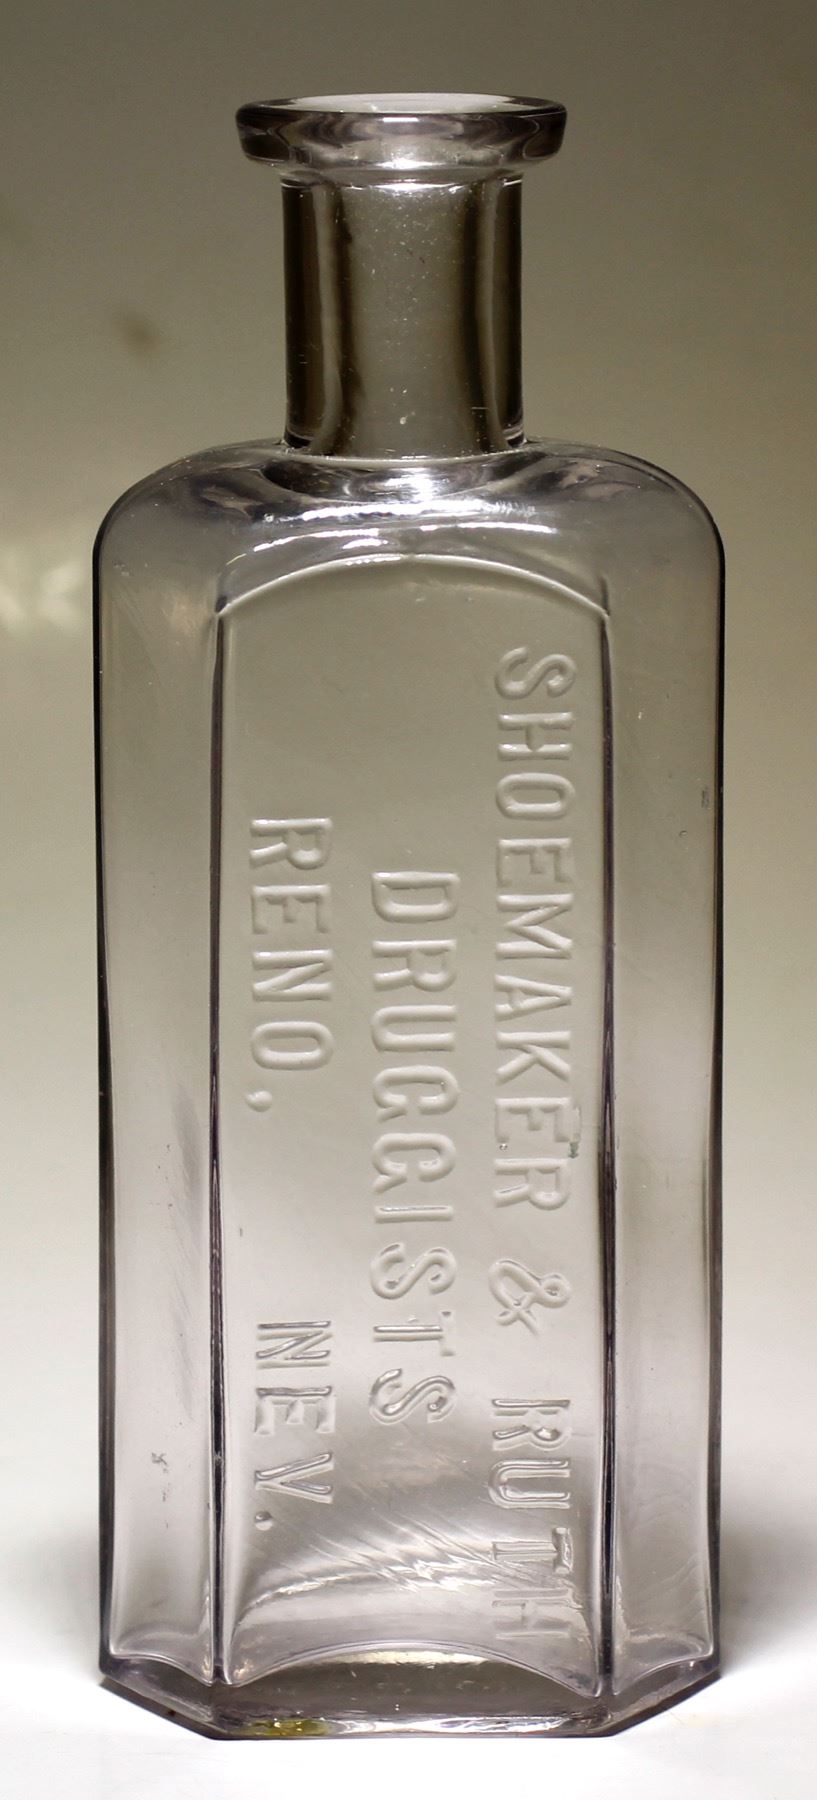 SHOEMAKER & RUTH
DRUGGISTS
RENO, NEV.